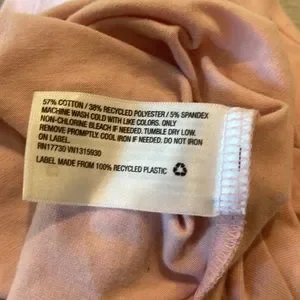 57% COTTON / 38% RECYCLED POLYESTER / 5% SPANDEX
MACHINE WASH COLD WITH LIKE COLORS. ONLY
NON-CHLORINE BLEACH IF NEEDED. TUMBLE DRY LOW.
REMOVE PROMPTLY. COOL IRON IF NEEDED. DO NOT IRON
ON LABEL.
RN17730 VN1315930
LABEL MADE FROM 100% RECYCLED PLASTIC